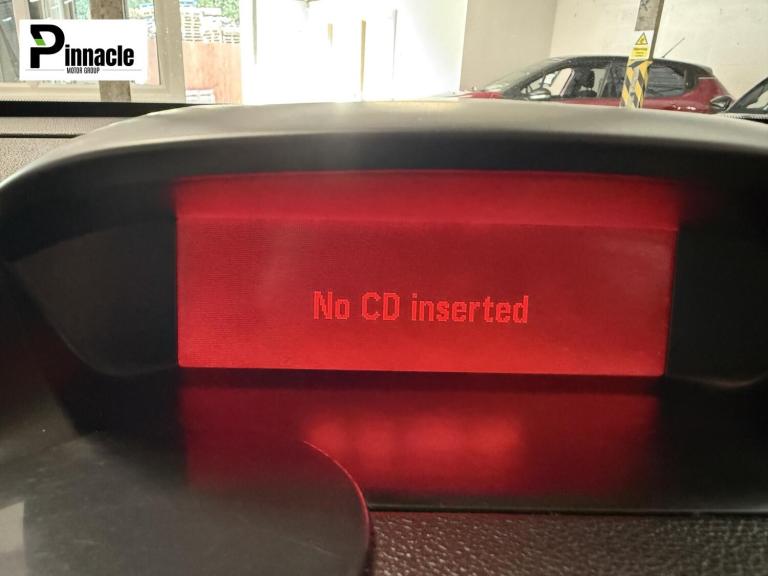 Pinnacle
MOTOR GROUP
No CD inserted